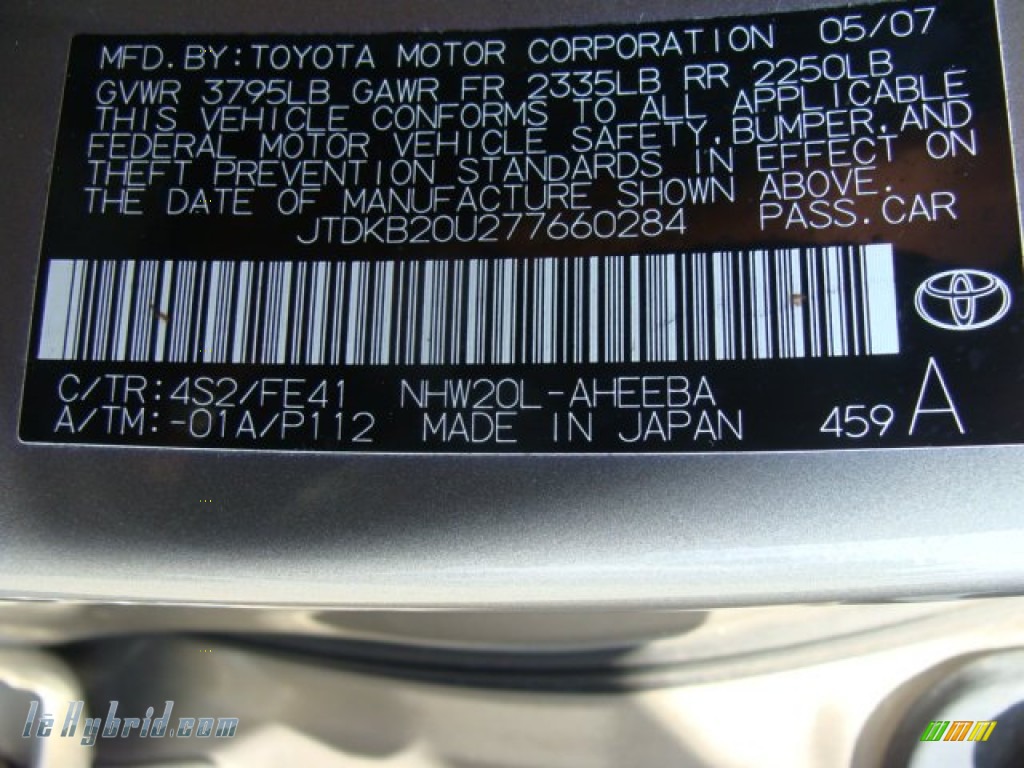 MFD.BY:TOYOTA MOTOR CORPORATION 05/07
GVWR 3795LB GAWR FR 2335LB RR 2250LB
THIS VEHICLE CONFORMS TO ALL APPLICABLE
FEDERAL MOTOR VEHICLE SAFETY,BUMPER,AND
THEFT PREVENTION STANDARDS IN EFFECT ON
THE DATE OF MANUFACTURE SHOWN ABOVE.
JTDKB20U277660284 PASS.CAR
C/TR:4S2/FE41 NHW20L-AHEEBA
A/TM:-01A/P112 MADE IN JAPAN 459 A
leHybrid.com